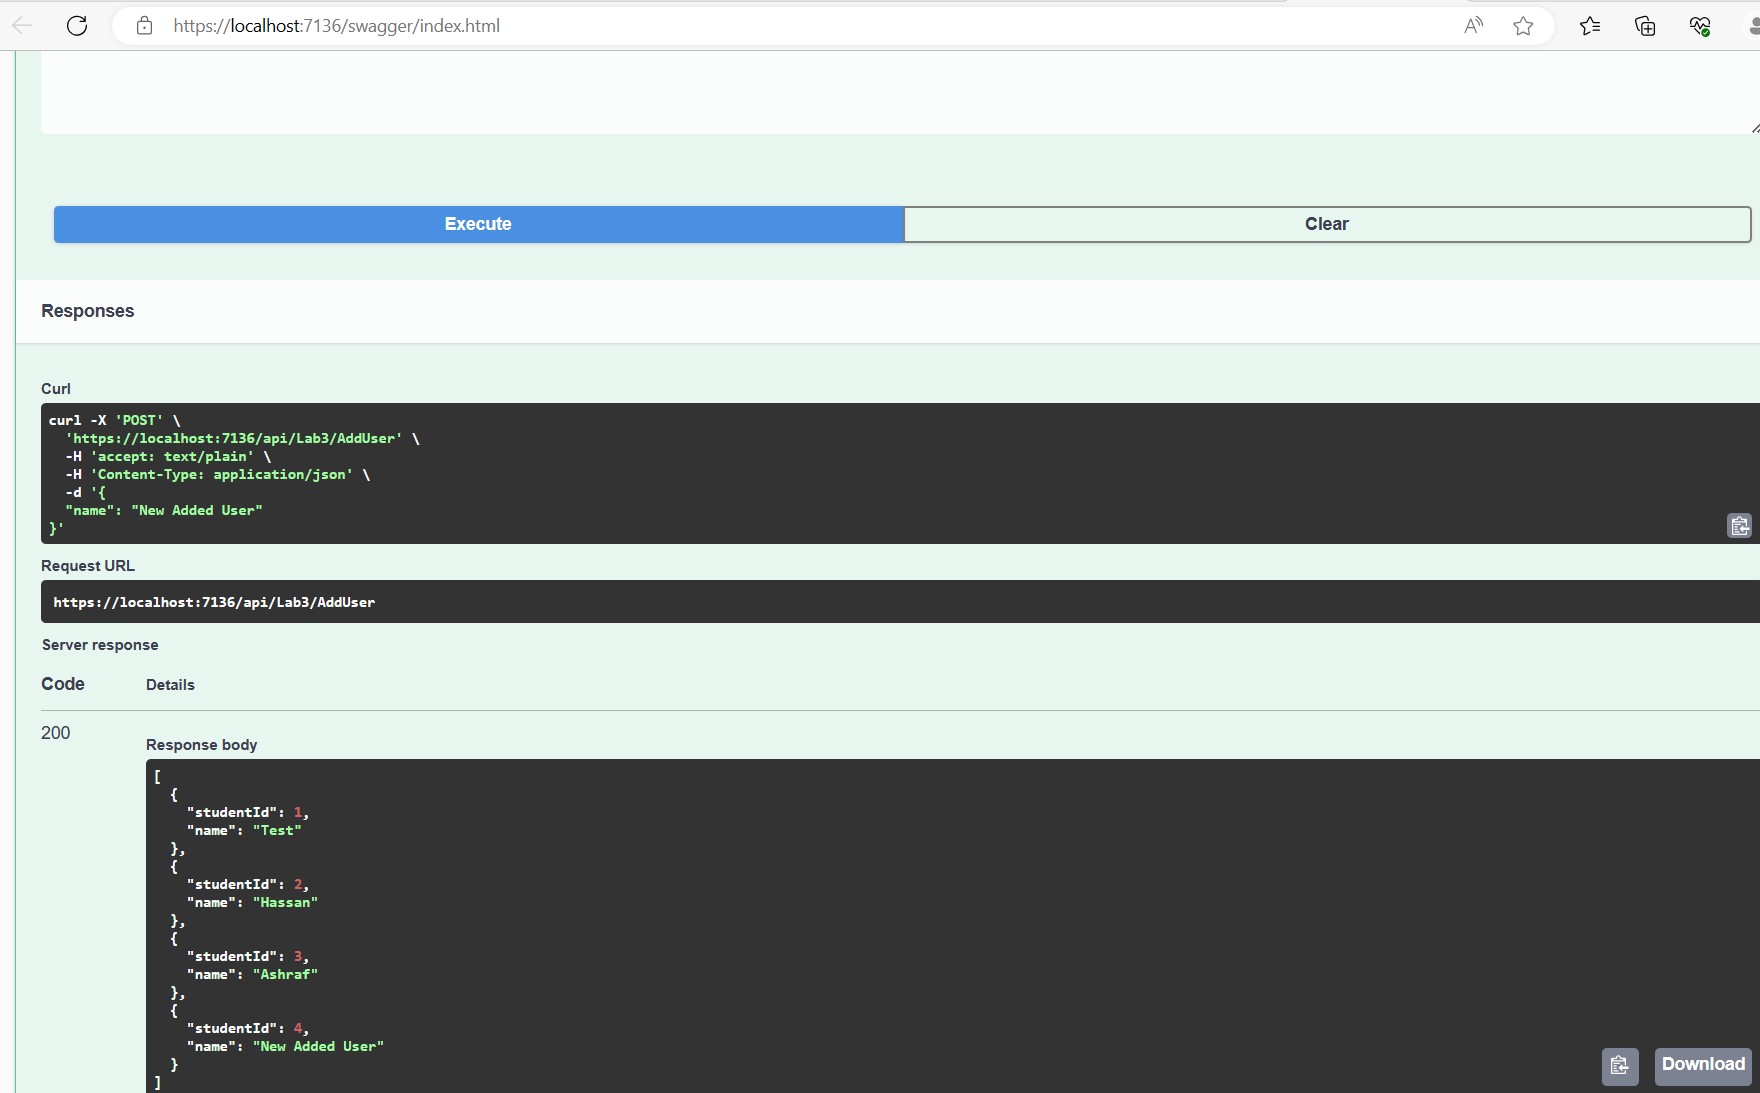 https://localhost:7136/swagger/index.html
Execute
Clear
Responses
Curl
curl -X 'POST' \
  'https://localhost:7136/api/Lab3/AddUser' \
  -H 'accept: text/plain' \
  -H 'Content-Type: application/json' \
  -d '{
  "name": "New Added User"
}'
Request URL
https://localhost:7136/api/Lab3/AddUser
Server response
Code Details
200
Response body
[
  {
    "studentId": 1,
    "name": "Test"
  },
  {
    "studentId": 2,
    "name": "Hassan"
  },
  {
    "studentId": 3,
    "name": "Ashraf"
  },
  {
    "studentId": 4,
    "name": "New Added User"
  }
]
Download